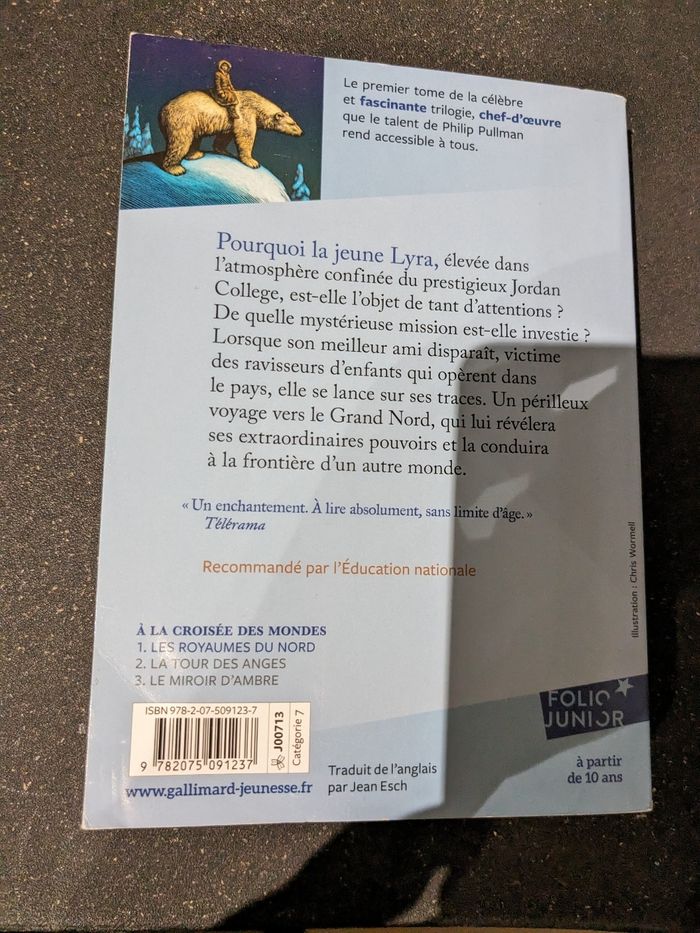 Le premier tome de la célèbre
et fascinante trilogie, chef-d'œuvre
que le talent de Philip Pullman
rend accessible à tous.
Pourquoi la jeune Lyra, élevée dans
l'atmosphère confinée du prestigieux Jordan
College, est-elle l'objet de tant d'attentions ?
De quelle mystérieuse mission est-elle investie ?
Lorsque son meilleur ami disparaît, victime
des ravisseurs d'enfants qui opèrent dans
le pays, elle se lance sur ses traces. Un périlleux
voyage vers le Grand Nord, qui lui révélera
ses extraordinaires pouvoirs et la conduira
à la frontière d'un autre monde.
« Un enchantement. À lire absolument, sans limite d'âge. »
Télérama
Recommandé par l'Éducation nationale
Illustration : Chris Wormell
À LA CROISÉE DES MONDES
1. LES ROYAUMES DU NORD
2. LA TOUR DES ANGES
3. LE MIROIR D'AMBRE
ISBN 978-2-07-509123-7
9 782075 091237
J00713
Catégorie 7
www.gallimard-jeunesse.fr
Traduit de l'anglais
par Jean Esch
FOLIO
JUNIOR
à partir
de 10 ans